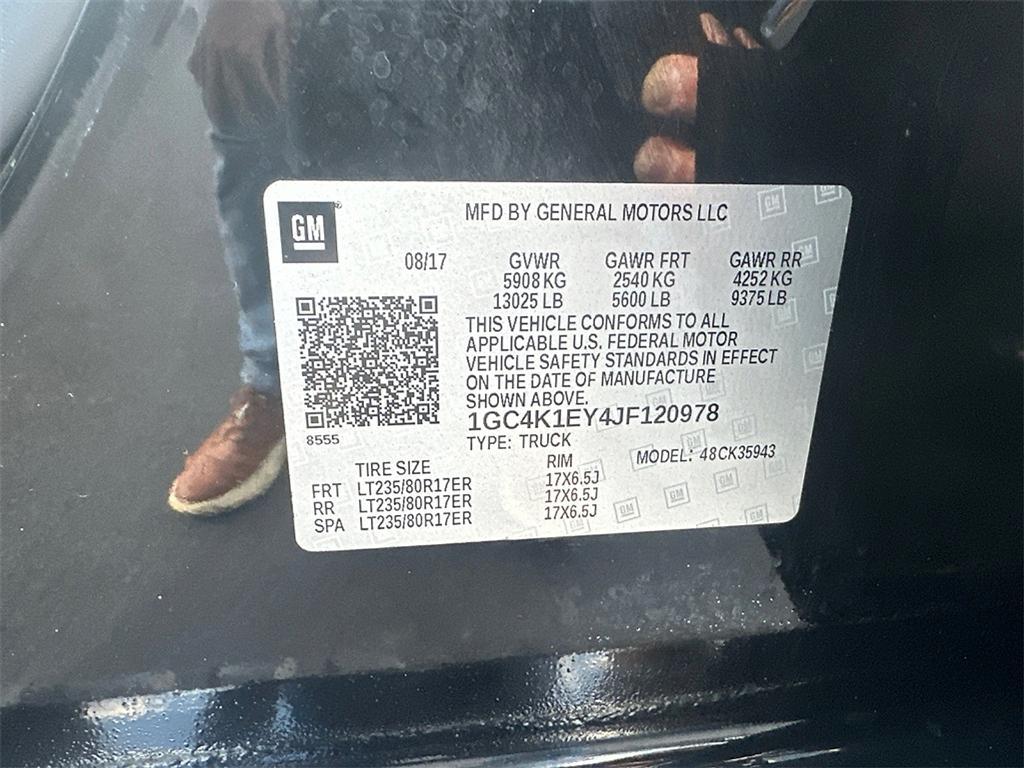 GM®
MFD BY GENERAL MOTORS LLC
08/17 GVWR GAWR FRT GAWR RR
5908 KG 2540 KG 4252 KG
13025 LB 5600 LB 9375 LB
THIS VEHICLE CONFORMS TO ALL
APPLICABLE U.S. FEDERAL MOTOR
VEHICLE SAFETY STANDARDS IN EFFECT
ON THE DATE OF MANUFACTURE
SHOWN ABOVE.
8555
1GC4K1EY4JF120978
TYPE: TRUCK
MODEL: 48CK35943
TIRE SIZE RIM
FRT LT235/80R17ER 17X6.5J
RR LT235/80R17ER 17X6.5J
SPA LT235/80R17ER 17X6.5J